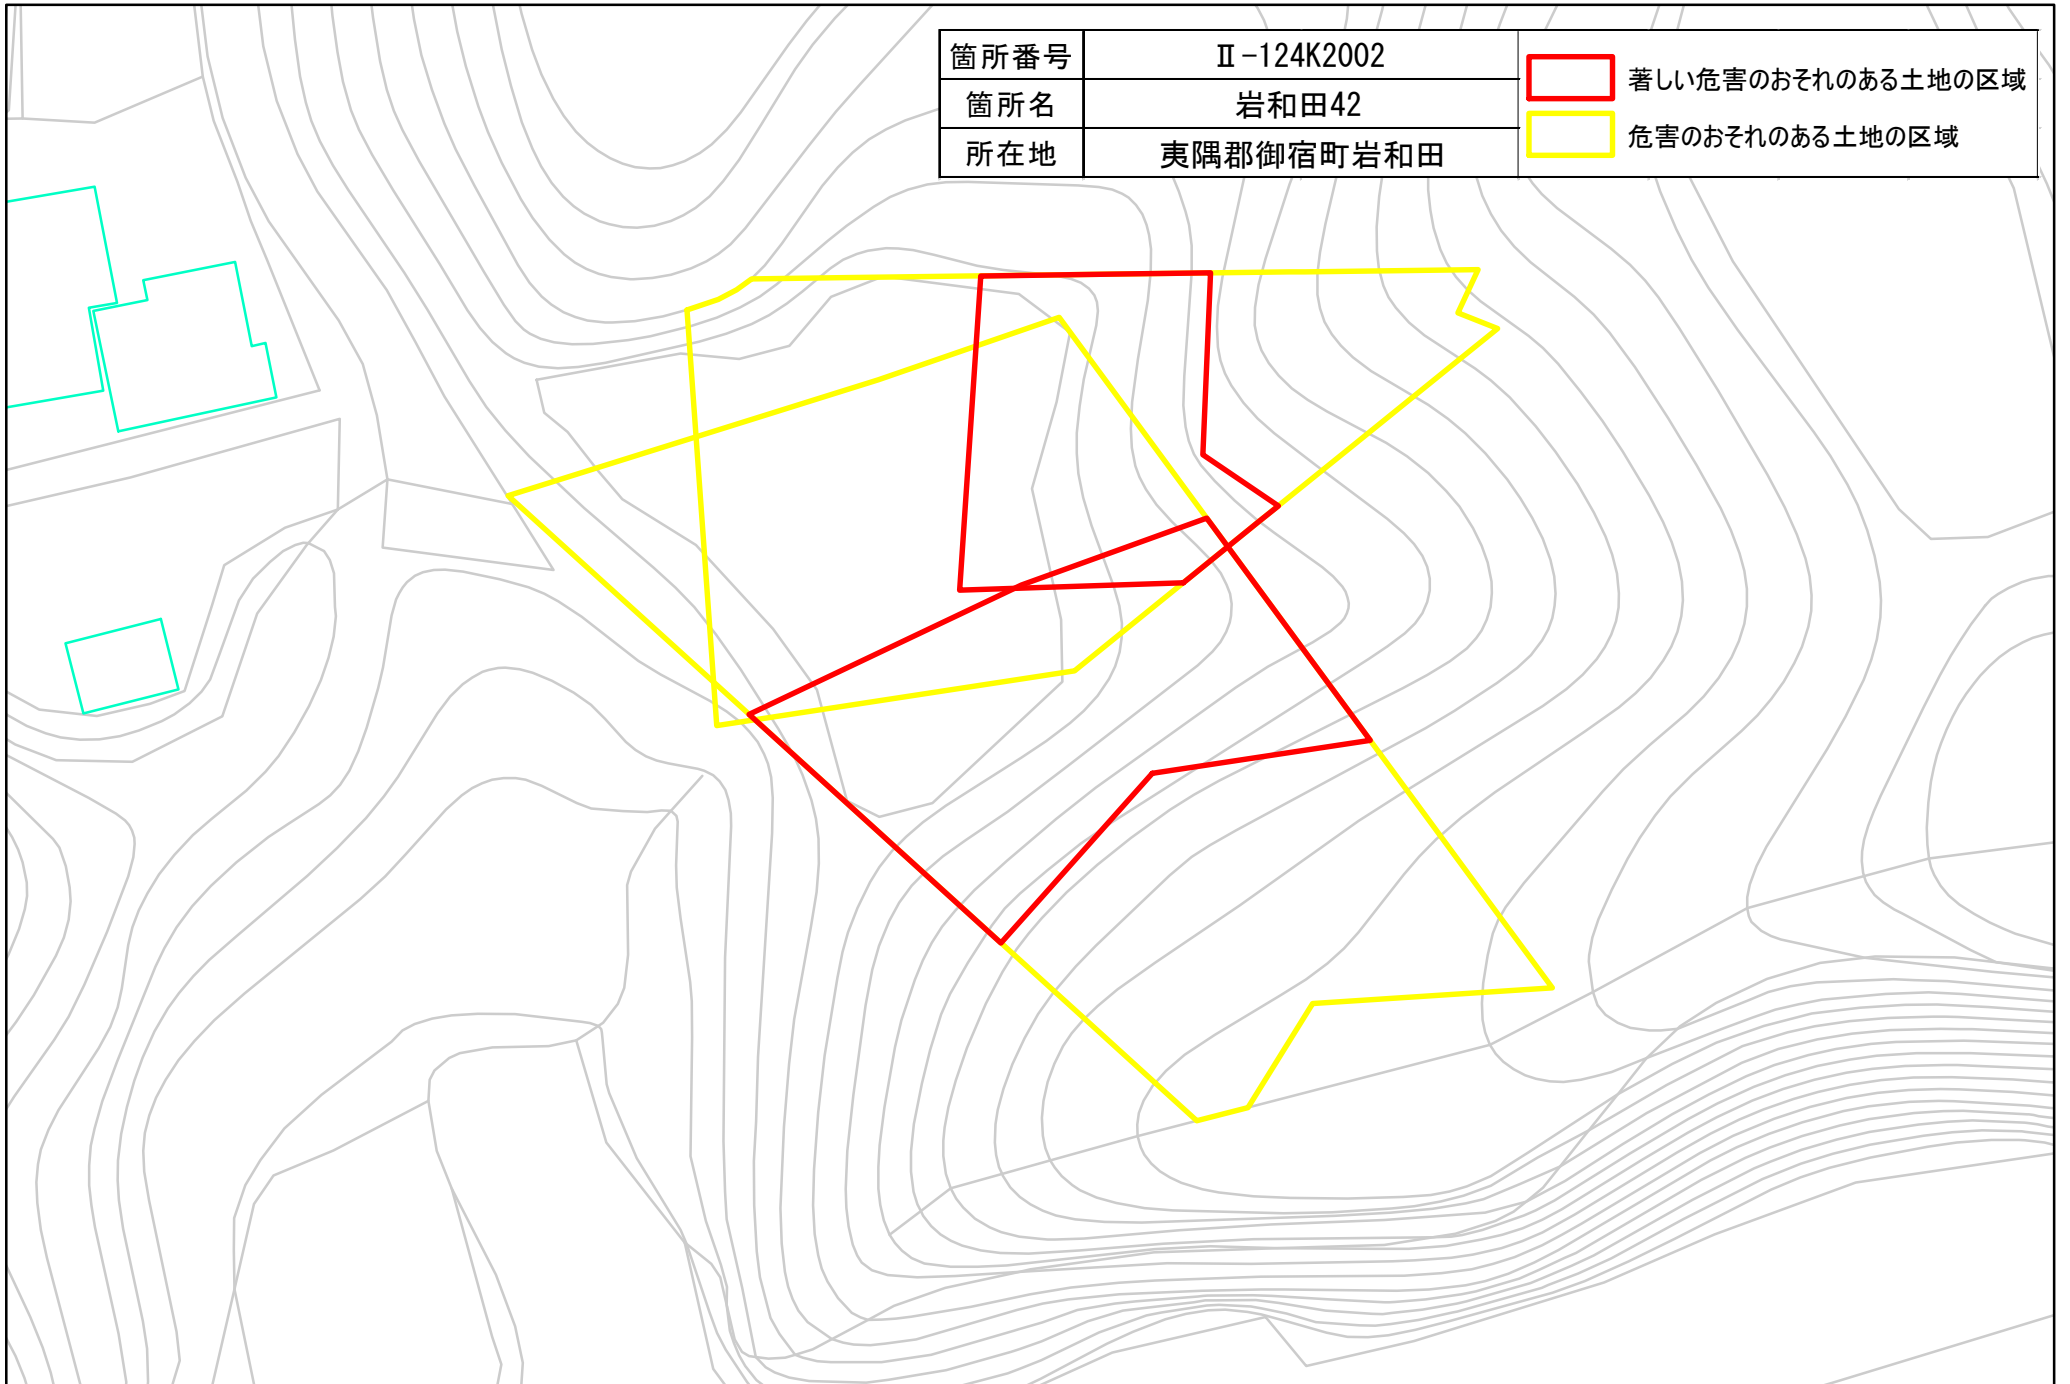 箇所番号 Ⅱ-124K2002
箇所名 岩和田42
所在地 夷隅郡御宿町岩和田
著しい危害のおそれのある土地の区域
危害のおそれのある土地の区域